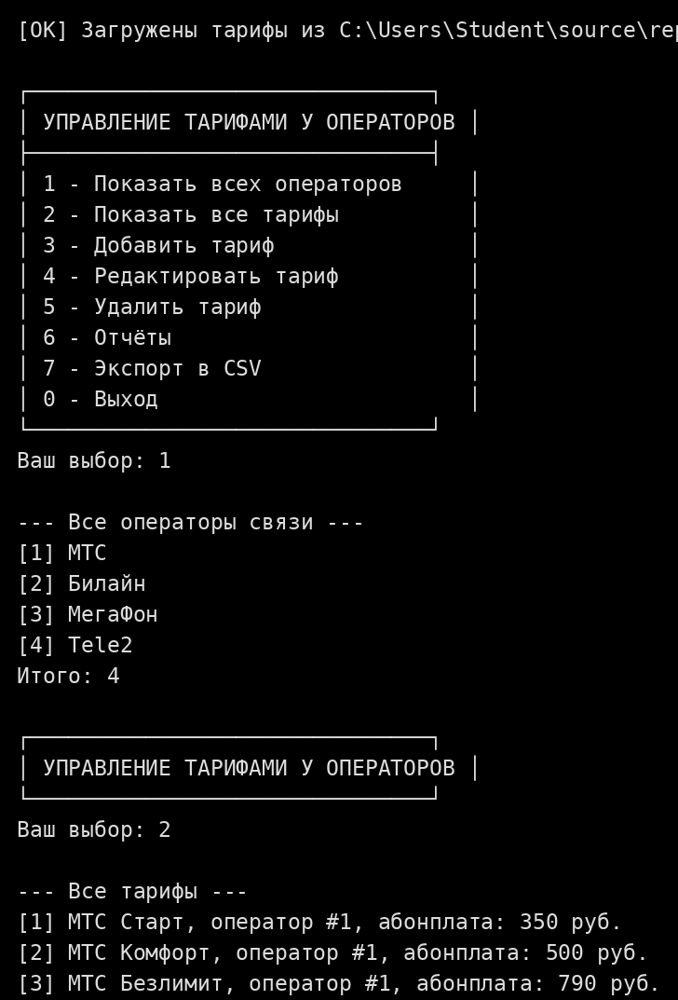 [OK] Загружены тарифы из C:\Users\Student\source\rep
УПРАВЛЕНИЕ ТАРИФАМИ У ОПЕРАТОРОВ
1 - Показать всех операторов
2 - Показать все тарифы
3 - Добавить тариф
4 - Редактировать тариф
5 - Удалить тариф
6 - Отчёты
7 - Экспорт в CSV
0 - Выход
Ваш выбор: 1
--- Все операторы связи ---
[1] МТС
[2] Билайн
[3] МегаФон
[4] Tele2
Итого: 4
УПРАВЛЕНИЕ ТАРИФАМИ У ОПЕРАТОРОВ
Ваш выбор: 2
--- Все тарифы ---
[1] МТС Старт, оператор #1, абонплата: 350 руб.
[2] МТС Комфорт, оператор #1, абонплата: 500 руб.
[3] МТС Безлимит, оператор #1, абонплата: 790 руб.